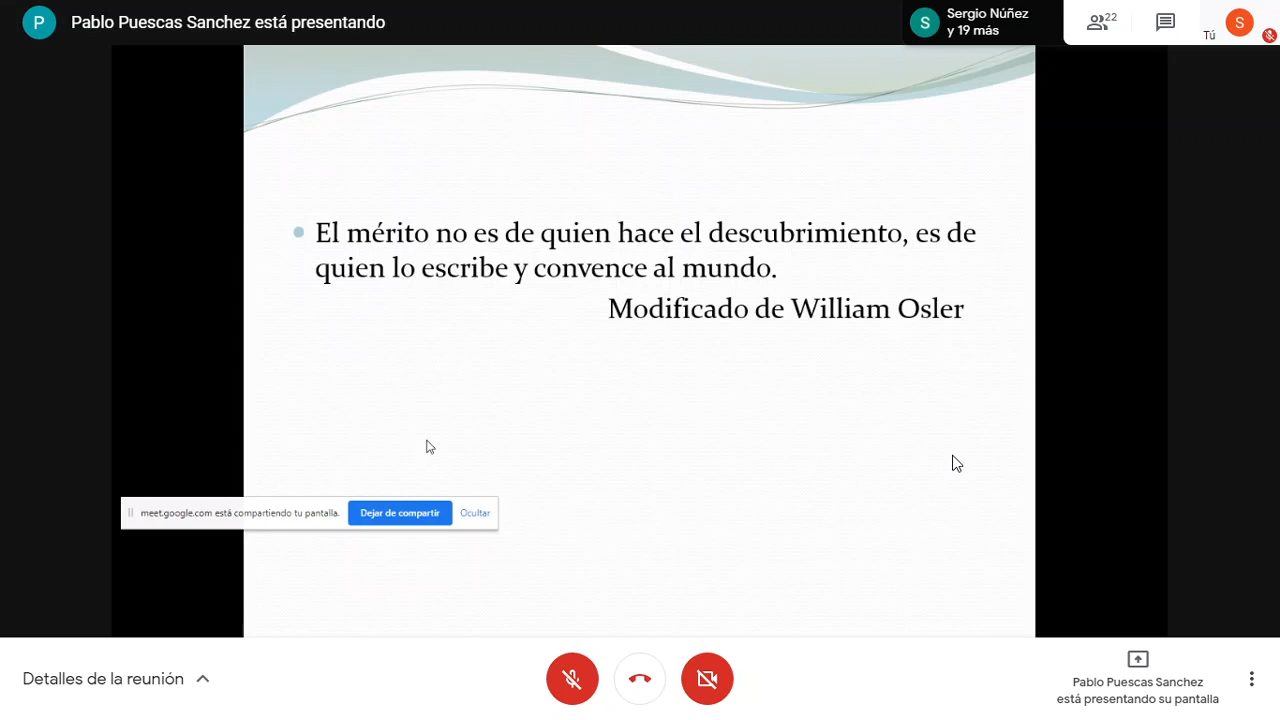 P
Pablo Puescas Sanchez está presentando
S
Sergio Núñez
y 19 más
22
Tú
S
El mérito no es de quien hace el descubrimiento, es de
quien lo escribe y convence al mundo.
Modificado de William Osler
meet.google.com está compartiendo tu pantalla.
Dejar de compartir
Ocultar
Detalles de la reunión
Pablo Puescas Sanchez
está presentando su pantalla